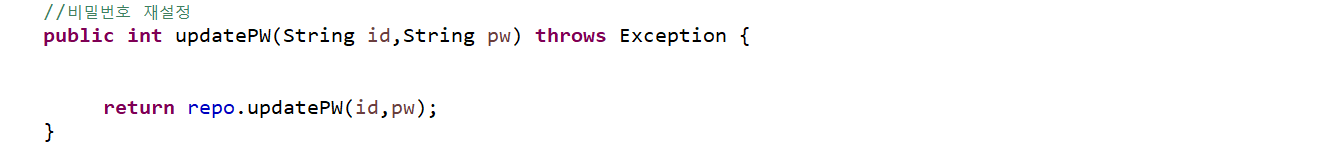 //비밀번호 재설정
public int updatePW(String id,String pw) throws Exception {
return repo.updatePW(id,pw);
}